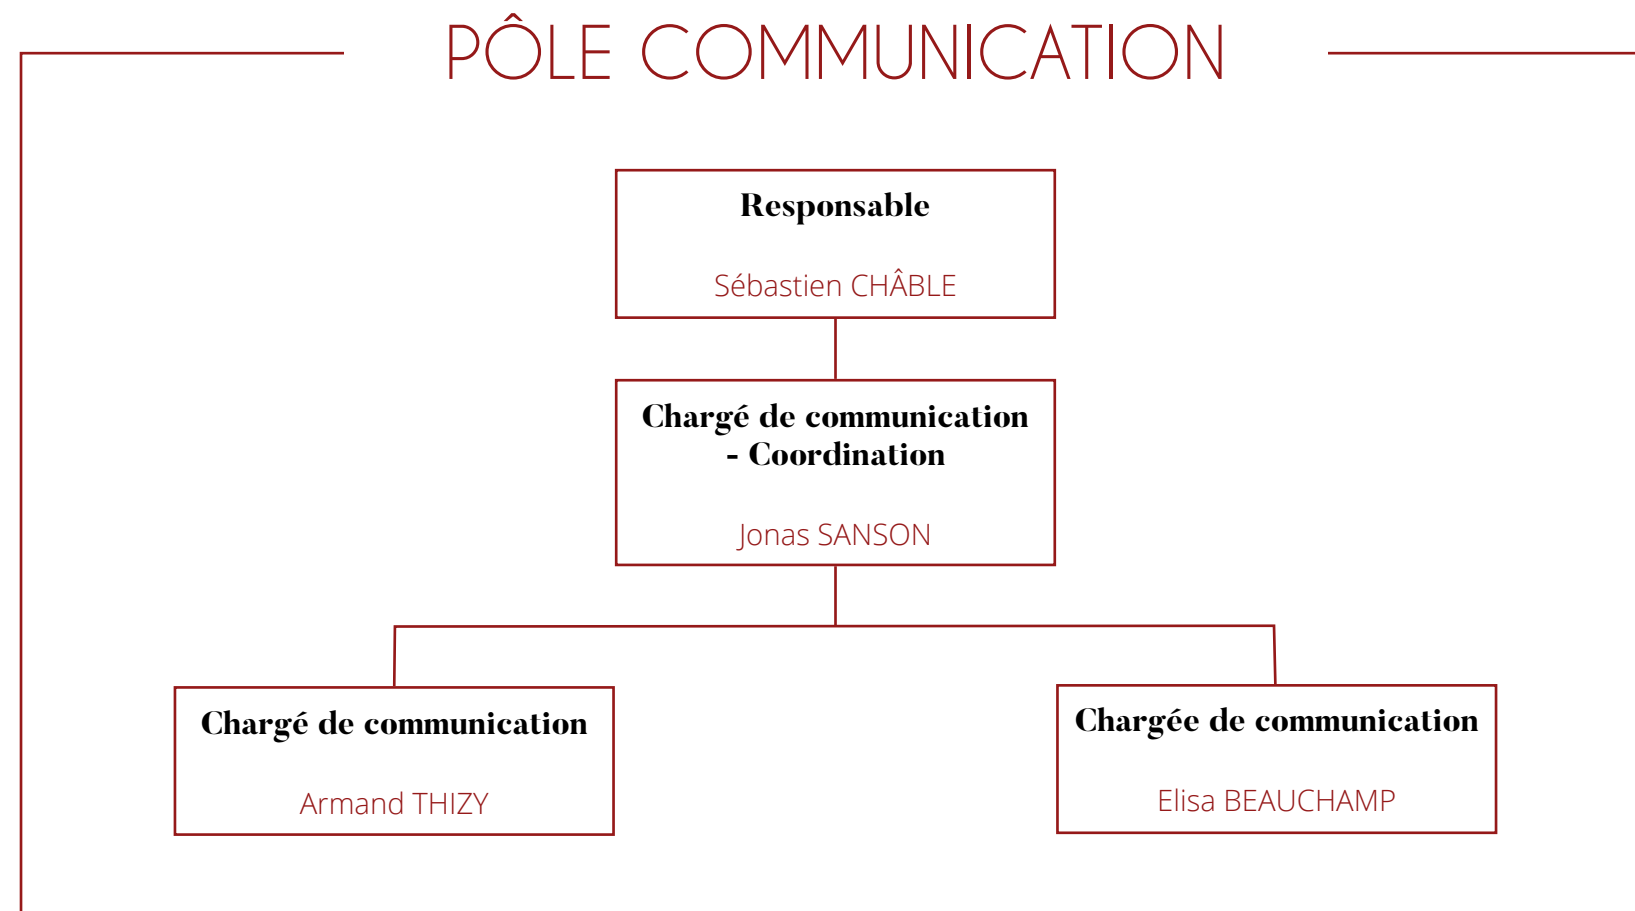 PÔLE COMMUNICATION
Responsable
Sébastien CHÂBLE
Chargé de communication
- Coordination
Jonas SANSON
Chargé de communication
Armand THIZY
Chargée de communication
Elisa BEAUCHAMP